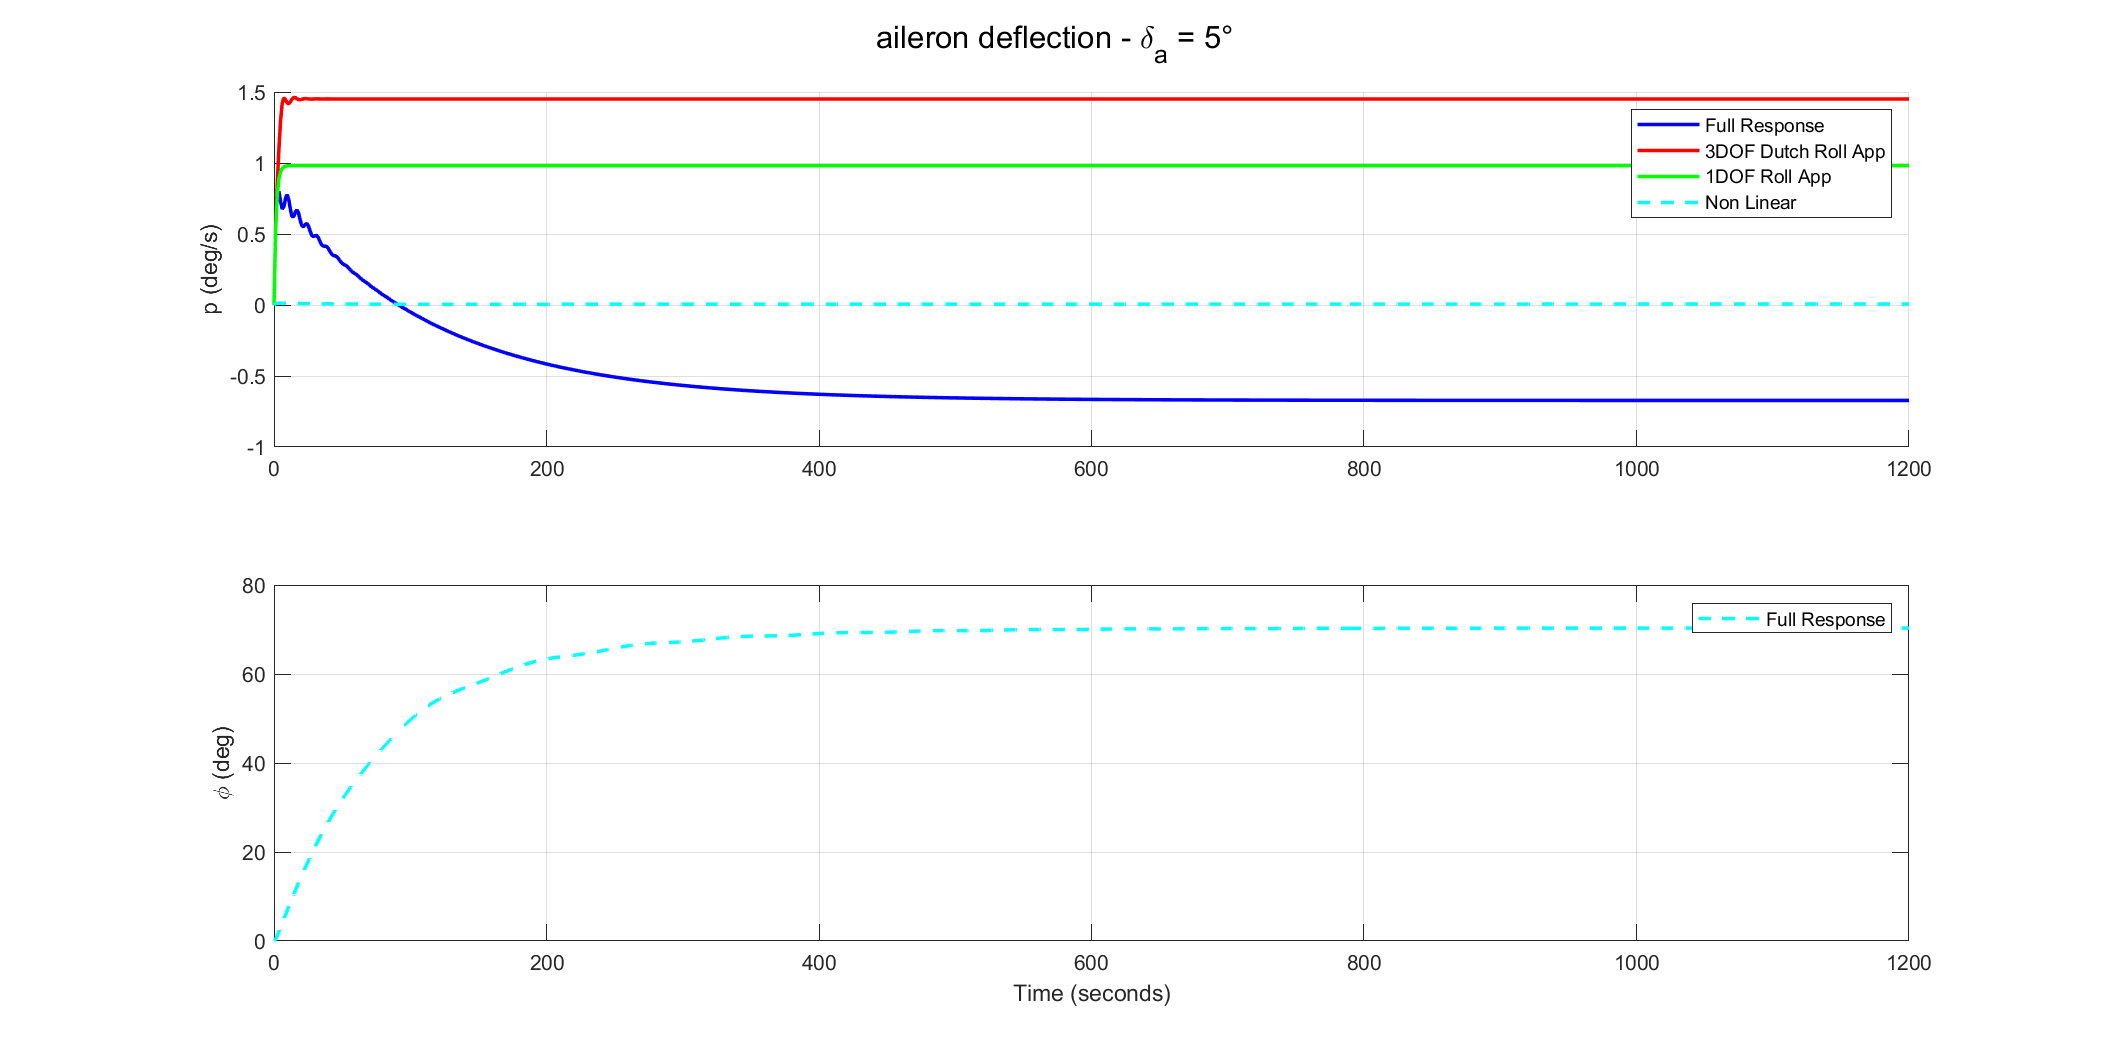 aileron deflection - δa = 5°
1.5
1
0.5
0
-0.5
-1
p (deg/s)
0 200 400 600 800 1000 1200
Full Response
3DOF Dutch Roll App
1DOF Roll App
Non Linear
80
60
40
20
0
ϕ (deg)
0 200 400 600 800 1000 1200
Time (seconds)
Full Response